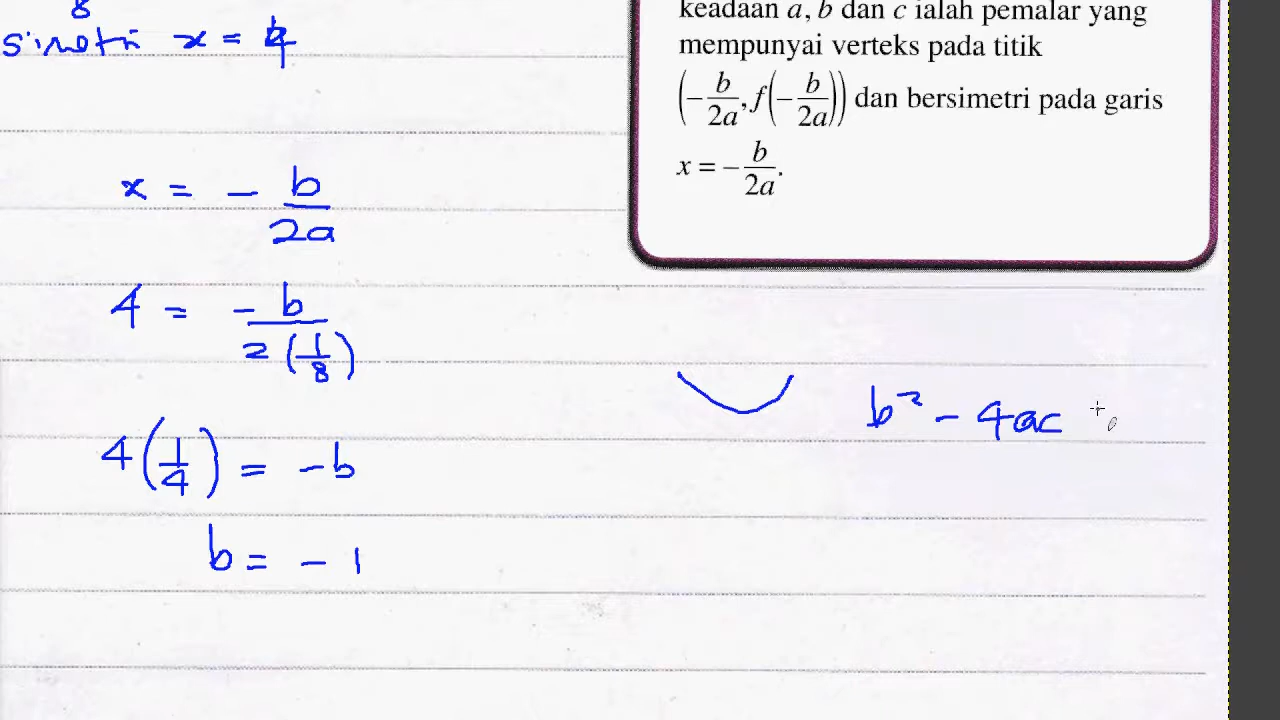 8
simetri x = 4
x = - b/2a
4 = -b/2(1/8)
4(1/4) = -b
b = -1
keadaan a, b dan c ialah pemalar yang
mempunyai verteks pada titik
(-b/2a, f(-b/2a)) dan bersimetri pada garis
x = -b/2a.
b² - 4ac